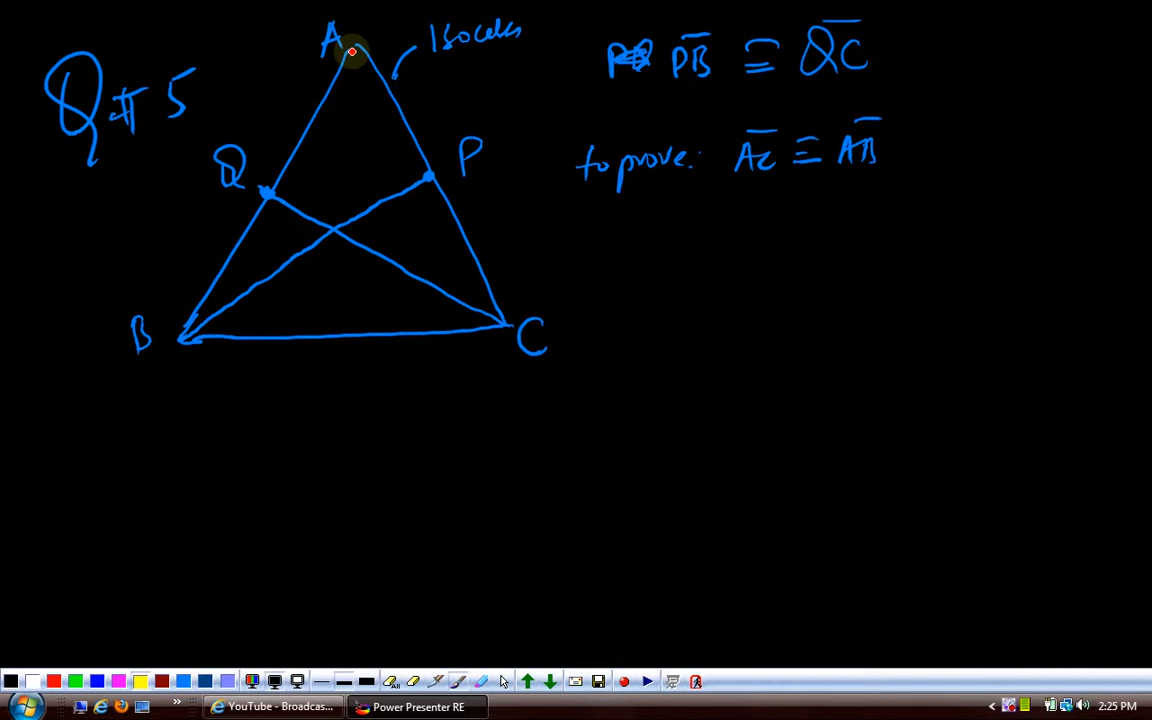 Q # 5
A
Isoceles
Q
P
B
C
PB ≅ QC
to prove: AC ≅ AB
YouTube - Broadcas...
Power Presenter RE
2:25 PM